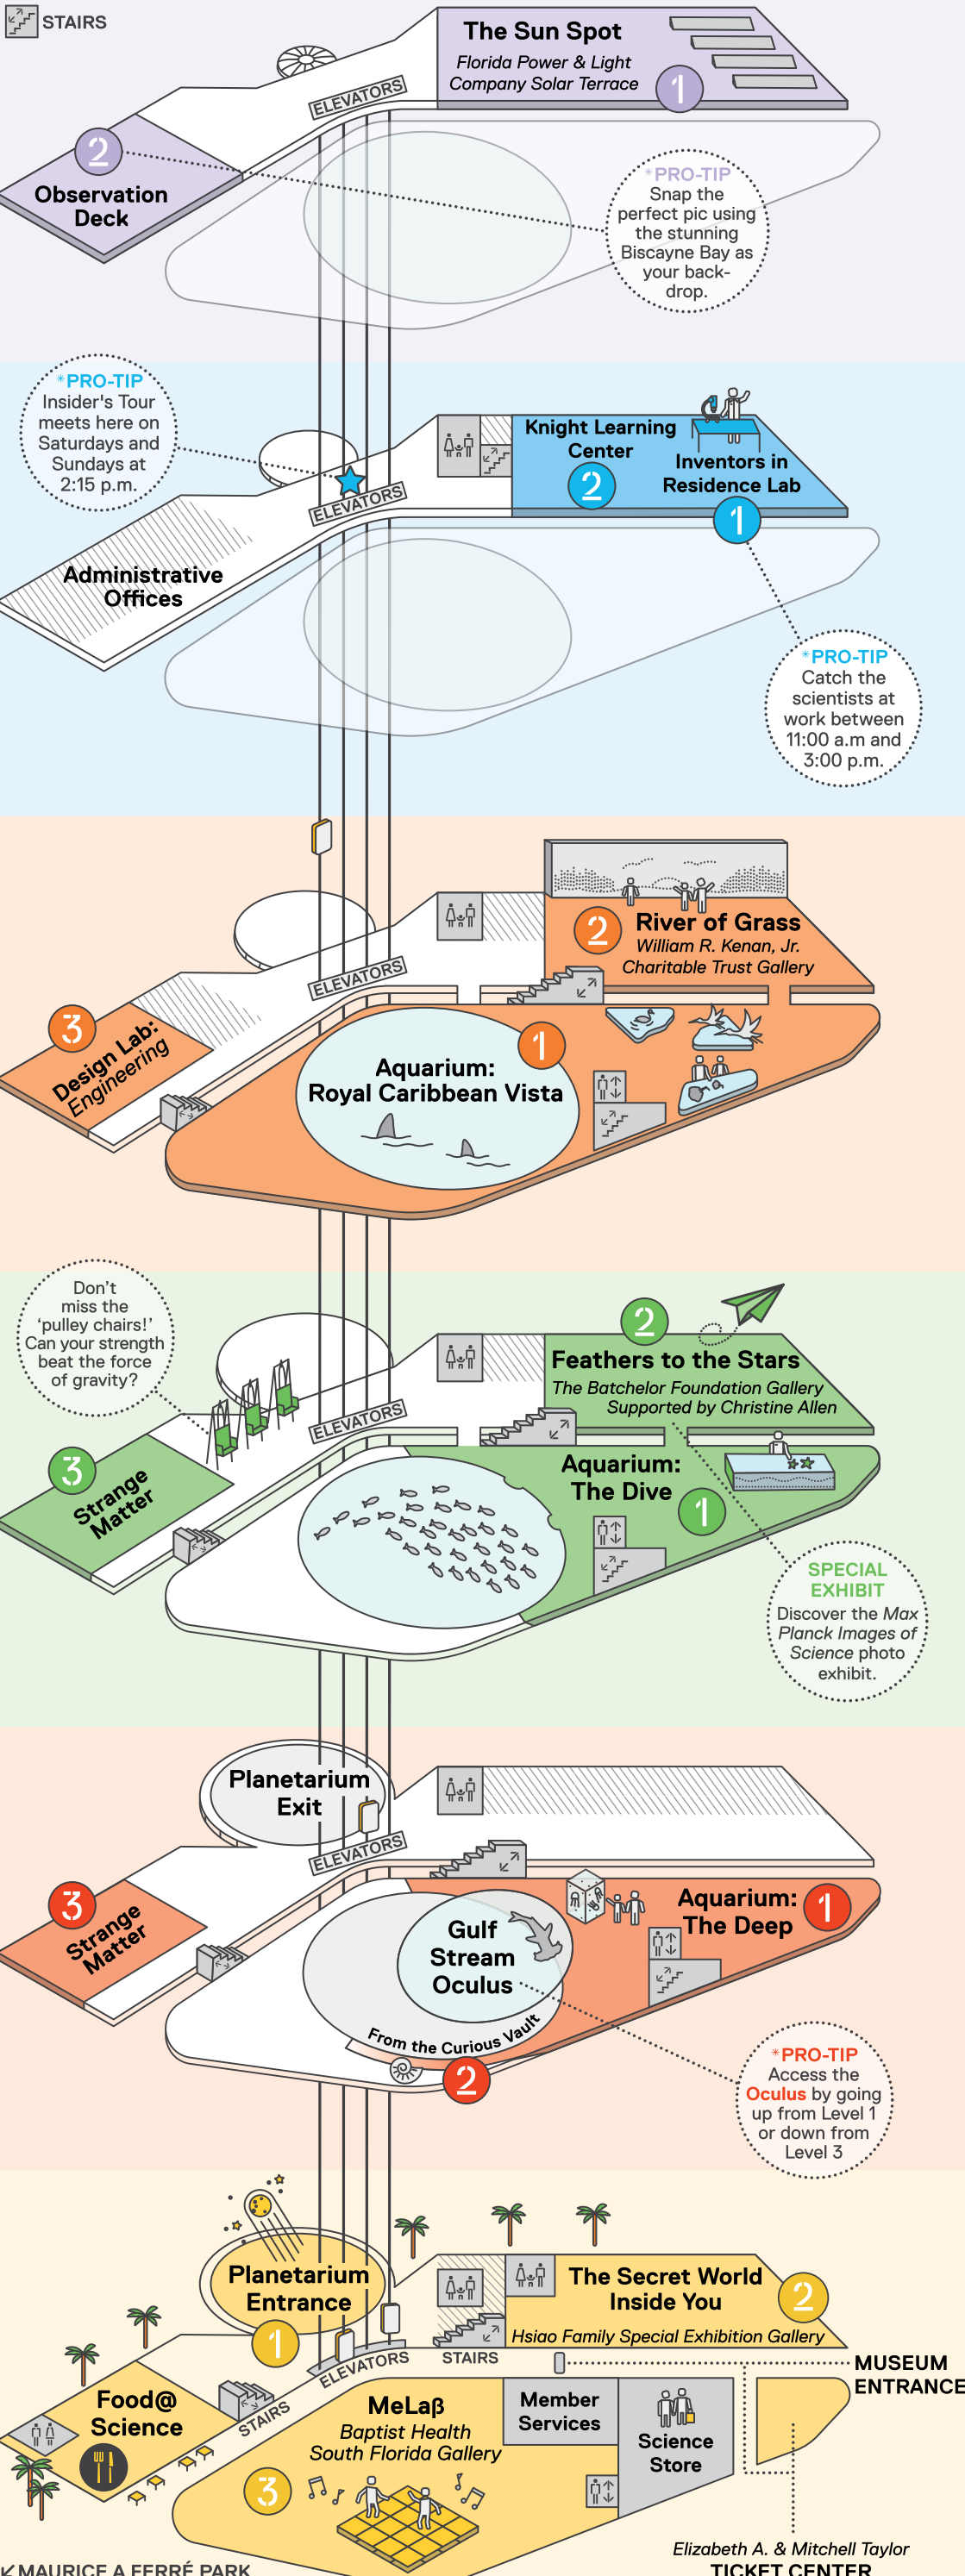 STAIRS
The Sun Spot
Florida Power & Light
Company Solar Terrace
1
ELEVATORS
2
Observation
Deck
*PRO-TIP
Snap the
perfect pic using
the stunning
Biscayne Bay as
your back-
drop.
*PRO-TIP
Insider's Tour
meets here on
Saturdays and
Sundays at
2:15 p.m.
Knight Learning
Center
2
Inventors in
Residence Lab
1
ELEVATORS
Administrative
Offices
*PRO-TIP
Catch the
scientists at
work between
11:00 a.m and
3:00 p.m.
2
River of Grass
William R. Kenan, Jr.
Charitable Trust Gallery
ELEVATORS
3
Design Lab:
Engineering
1
Aquarium:
Royal Caribbean Vista
Don't
miss the
'pulley chairs!'
Can your strength
beat the force
of gravity?
2
Feathers to the Stars
The Batchelor Foundation Gallery
Supported by Christine Allen
ELEVATORS
3
Strange
Matter
Aquarium:
The Dive
1
SPECIAL
EXHIBIT
Discover the Max
Planck Images of
Science photo
exhibit.
Planetarium
Exit
ELEVATORS
3
Strange
Matter
Aquarium:
The Deep
1
Gulf
Stream
Oculus
From the Curious Vault
2
*PRO-TIP
Access the
Oculus by going
up from Level 1
or down from
Level 3
Planetarium
Entrance
1
The Secret World
Inside You
2
Hsiao Family Special Exhibition Gallery
ELEVATORS
STAIRS
MUSEUM
ENTRANCE
Food@
Science
STAIRS
MeLaβ
Baptist Health
South Florida Gallery
3
Member
Services
Science
Store
Elizabeth A. & Mitchell Taylor
TICKET CENTER
MAURICE A FERRÉ PARK